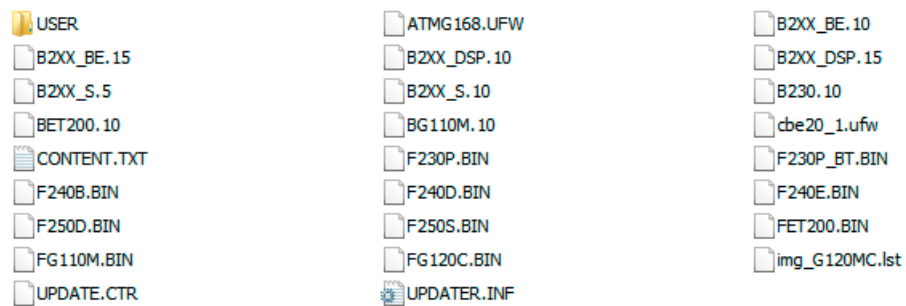 USER
ATMG168.UFW
B2XX_BE.10
B2XX_BE.15
B2XX_DSP.10
B2XX_DSP.15
B2XX_S.5
B2XX_S.10
B230.10
BET200.10
BG110M.10
cbe20_1.ufw
CONTENT.TXT
F230P.BIN
F230P_BT.BIN
F240B.BIN
F240D.BIN
F240E.BIN
F250D.BIN
F250S.BIN
FET200.BIN
FG110M.BIN
FG120C.BIN
img_G120MC.lst
UPDATE.CTR
UPDATER.INF